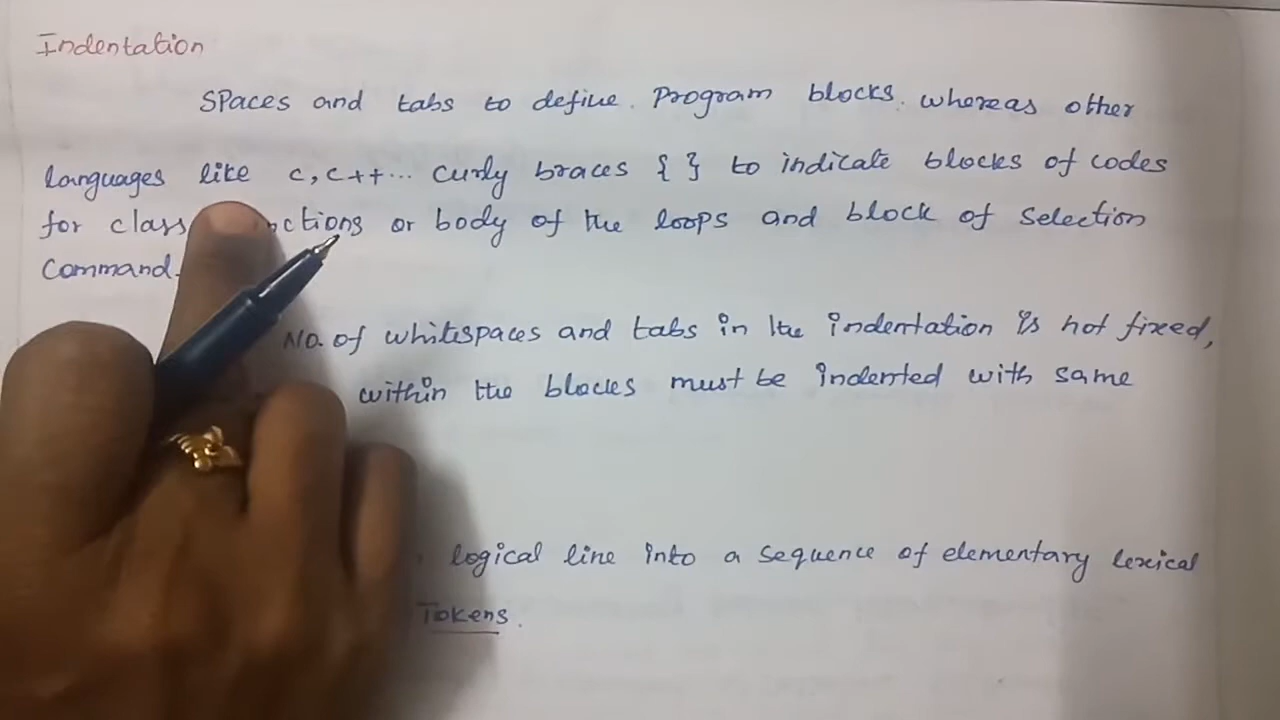 Indentation
Spaces and tabs to define. Program blocks. whereas other
languages like c, c++... curly braces { } to indicate blocks of codes
for class nctions or body of the loops and block of selection
Command.
No. of whitespaces and tabs in the indentation is not fixed,
within the blocks must be indented with same
logical line into a sequence of elementary lexical
Tokens.